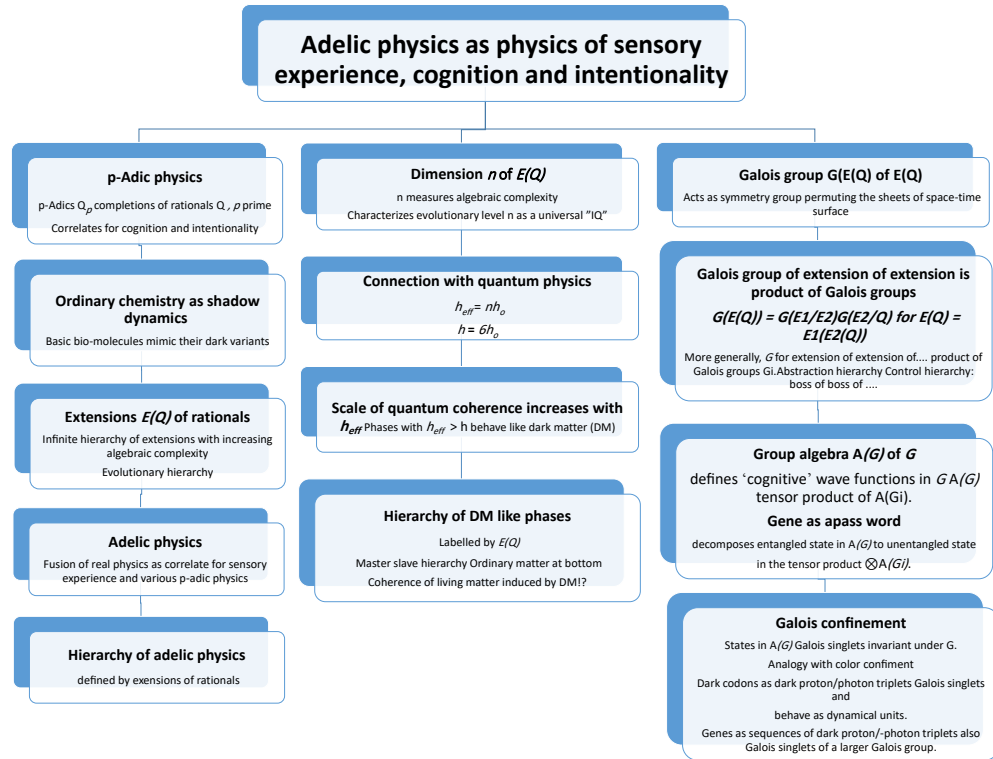 Adelic physics as physics of sensory
experience, cognition and intentionality
p-Adic physics
p-Adics Qp completions of rationals Q , p prime
Correlates for cognition and intentionality
Ordinary chemistry as shadow
dynamics
Basic bio-molecules mimic their dark variants
Extensions E(Q) of rationals
Infinite hierarchy of extensions with increasing
algebraic complexity
Evolutionary hierarchy
Adelic physics
Fusion of real physics as correlate for sensory
experience and various p-adic physics
Hierarchy of adelic physics
defined by exensions of rationals
Dimension n of E(Q)
n measures algebraic complexity
Characterizes evolutionary level n as a universal ”IQ”
Connection with quantum physics
heff = nho
h = 6ho
Scale of quantum coherence increases with
heff Phases with heff > h behave like dark matter (DM)
Hierarchy of DM like phases
Labelled by E(Q)
Master slave hierarchy Ordinary matter at bottom
Coherence of living matter induced by DM!?
Galois group G(E(Q) of E(Q)
Acts as symmetry group permuting the sheets of space-time
surface
Galois group of extension of extension is
product of Galois groups
G(E(Q)) = G(E1/E2)G(E2/Q) for E(Q) =
E1(E2(Q))
More generally, G for extension of extension of.... product of
Galois groups Gi.Abstraction hierarchy Control hierarchy:
boss of boss of ....
Group algebra A(G) of G
defines ‘cognitive’ wave functions in G A(G)
tensor product of A(Gi).
Gene as apass word
decomposes entangled state in A(G) to unentangled state
in the tensor product ⊗A(Gi).
Galois confinement
States in A(G) Galois singlets invariant under G.
Analogy with color confiment
Dark codons as dark proton/photon triplets Galois singlets
and
behave as dynamical units.
Genes as sequences of dark proton/-photon triplets also
Galois singlets of a larger Galois group.